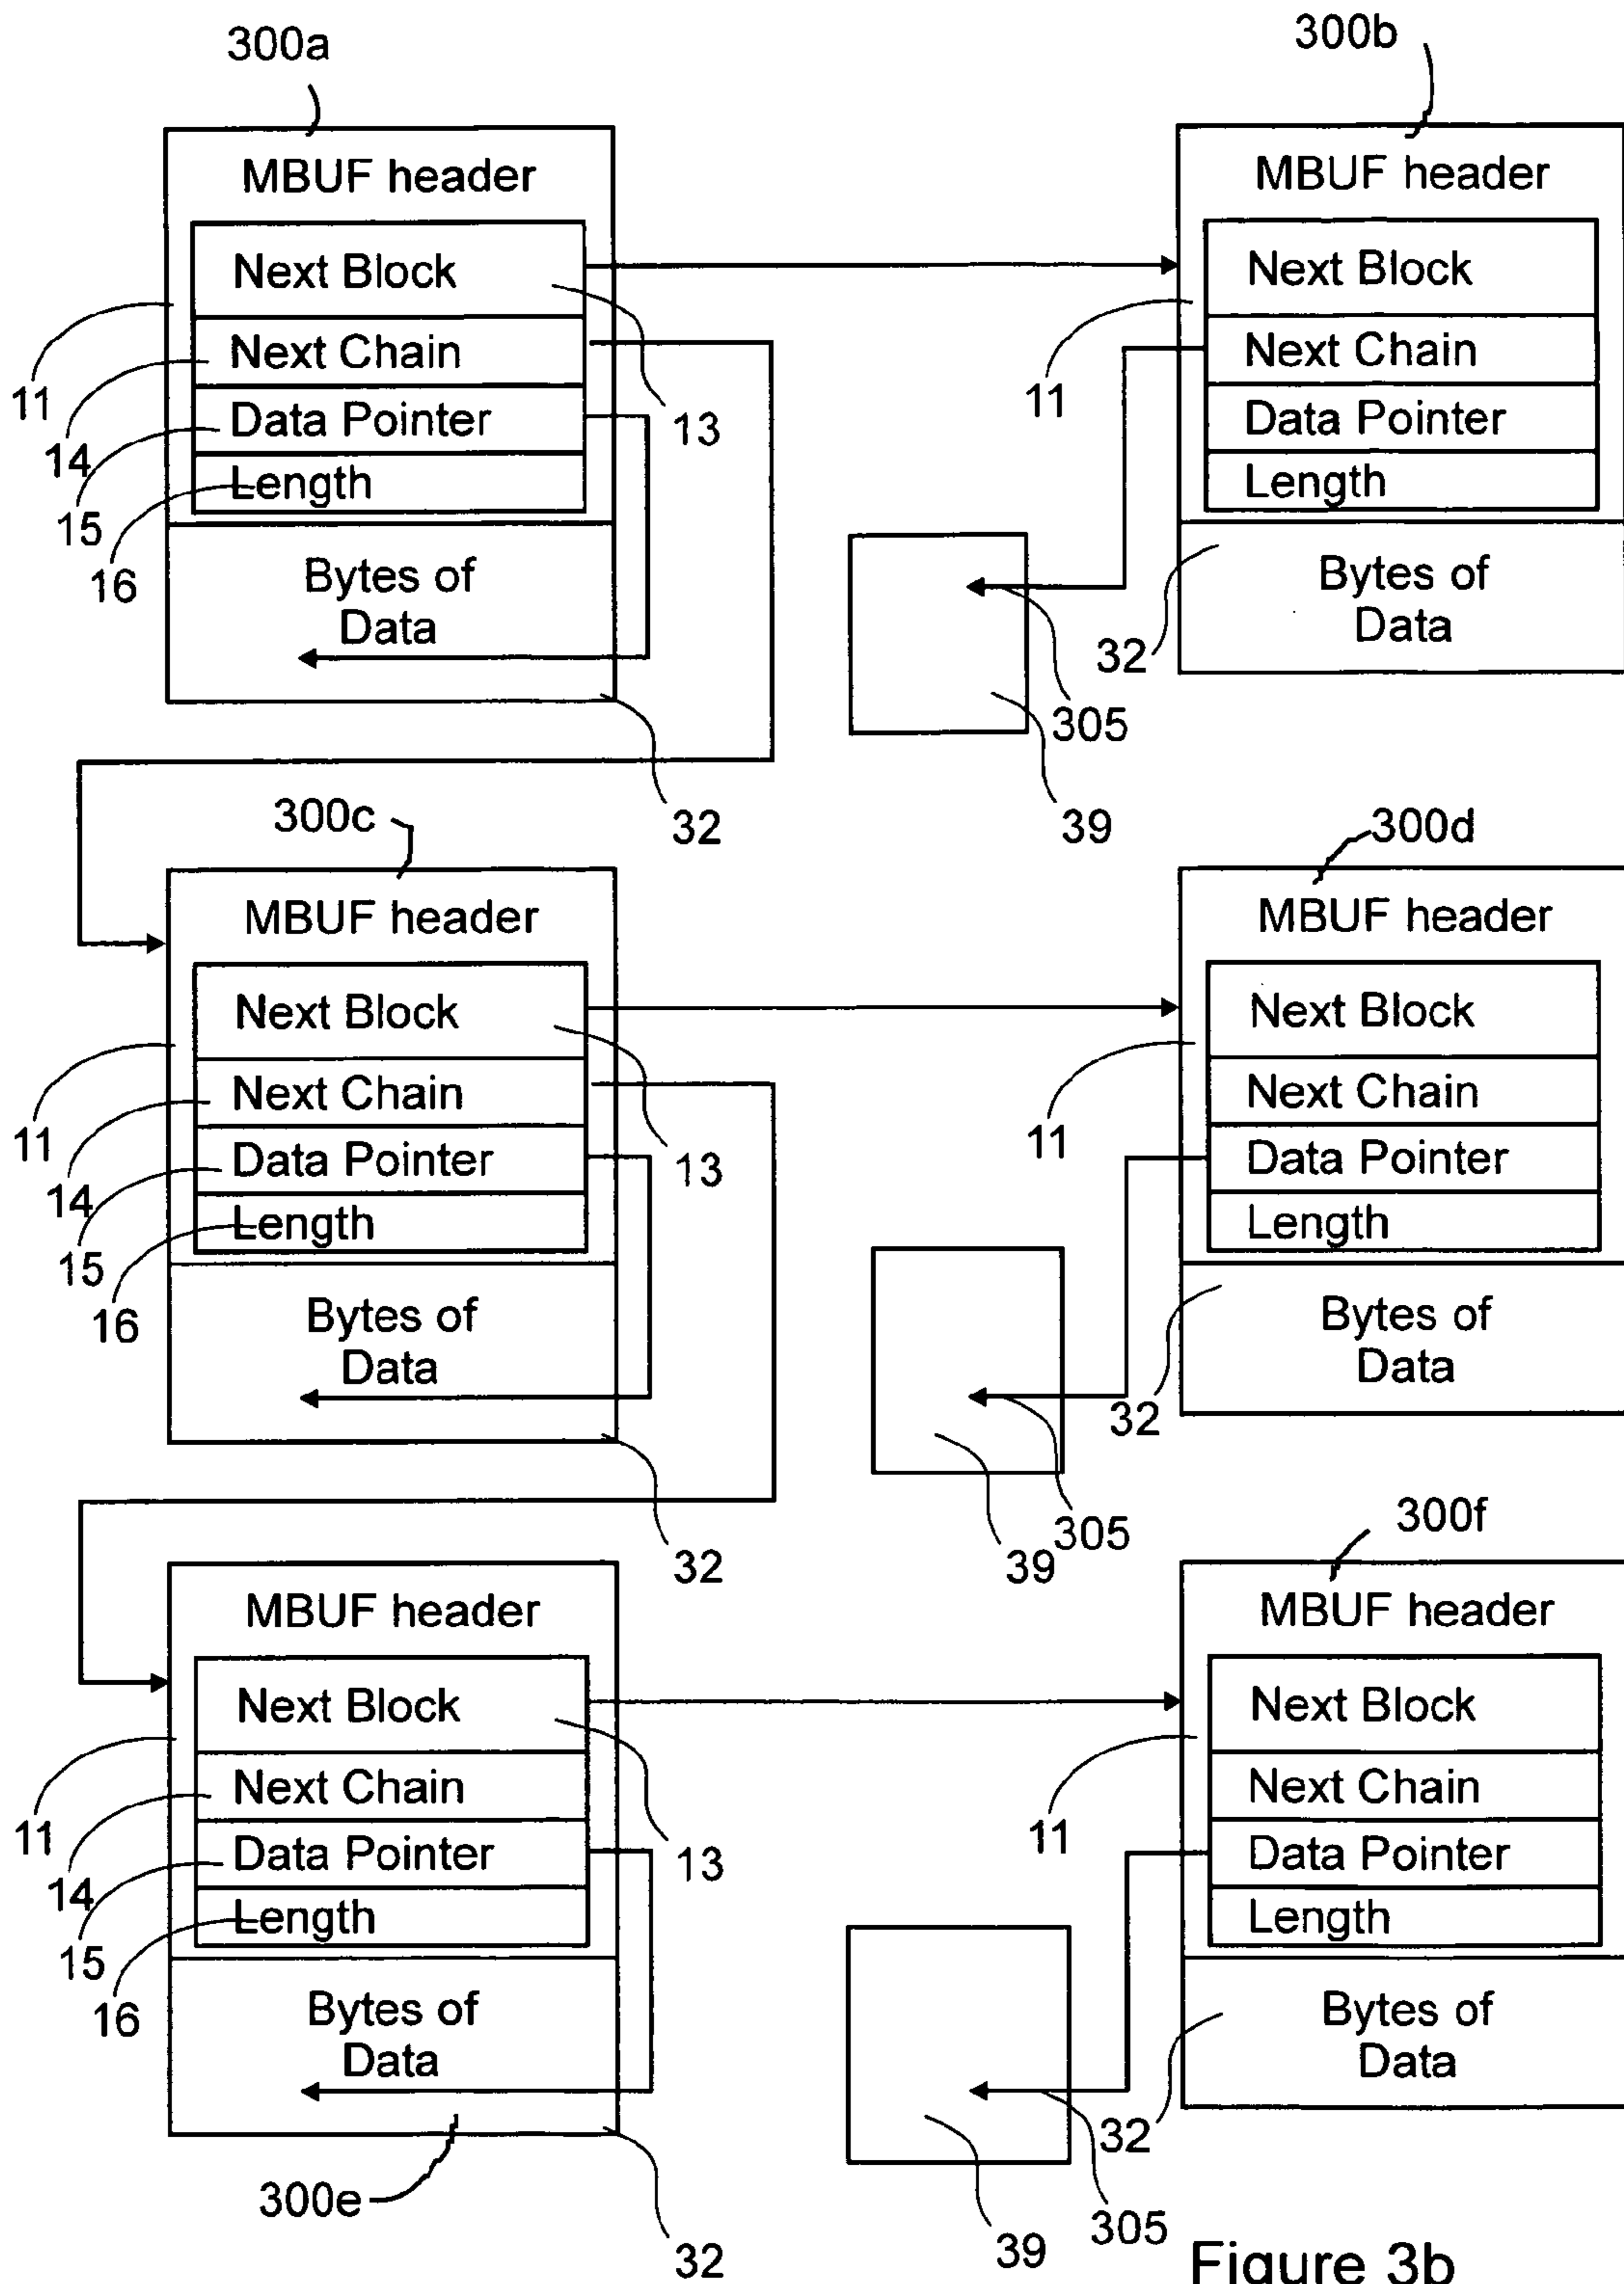 300a
300b
MBUF header
MBUF header
Next Block
Next Block
Next Chain
Next Chain
11
11
Data Pointer
Data Pointer
13
14
Length
Length
15
16
Bytes of
Data
Bytes of
Data
32
305
39
32
300c
300d
MBUF header
MBUF header
Next Block
Next Block
Next Chain
Next Chain
11
11
Data Pointer
Data Pointer
13
14
Length
Length
15
16
Bytes of
Data
Bytes of
Data
32
305
39
32
300f
MBUF header
MBUF header
Next Block
Next Block
Next Chain
Next Chain
11
11
Data Pointer
Data Pointer
13
14
Length
Length
15
16
Bytes of
Data
Bytes of
Data
32
300e
305
39
32
Figure 3b